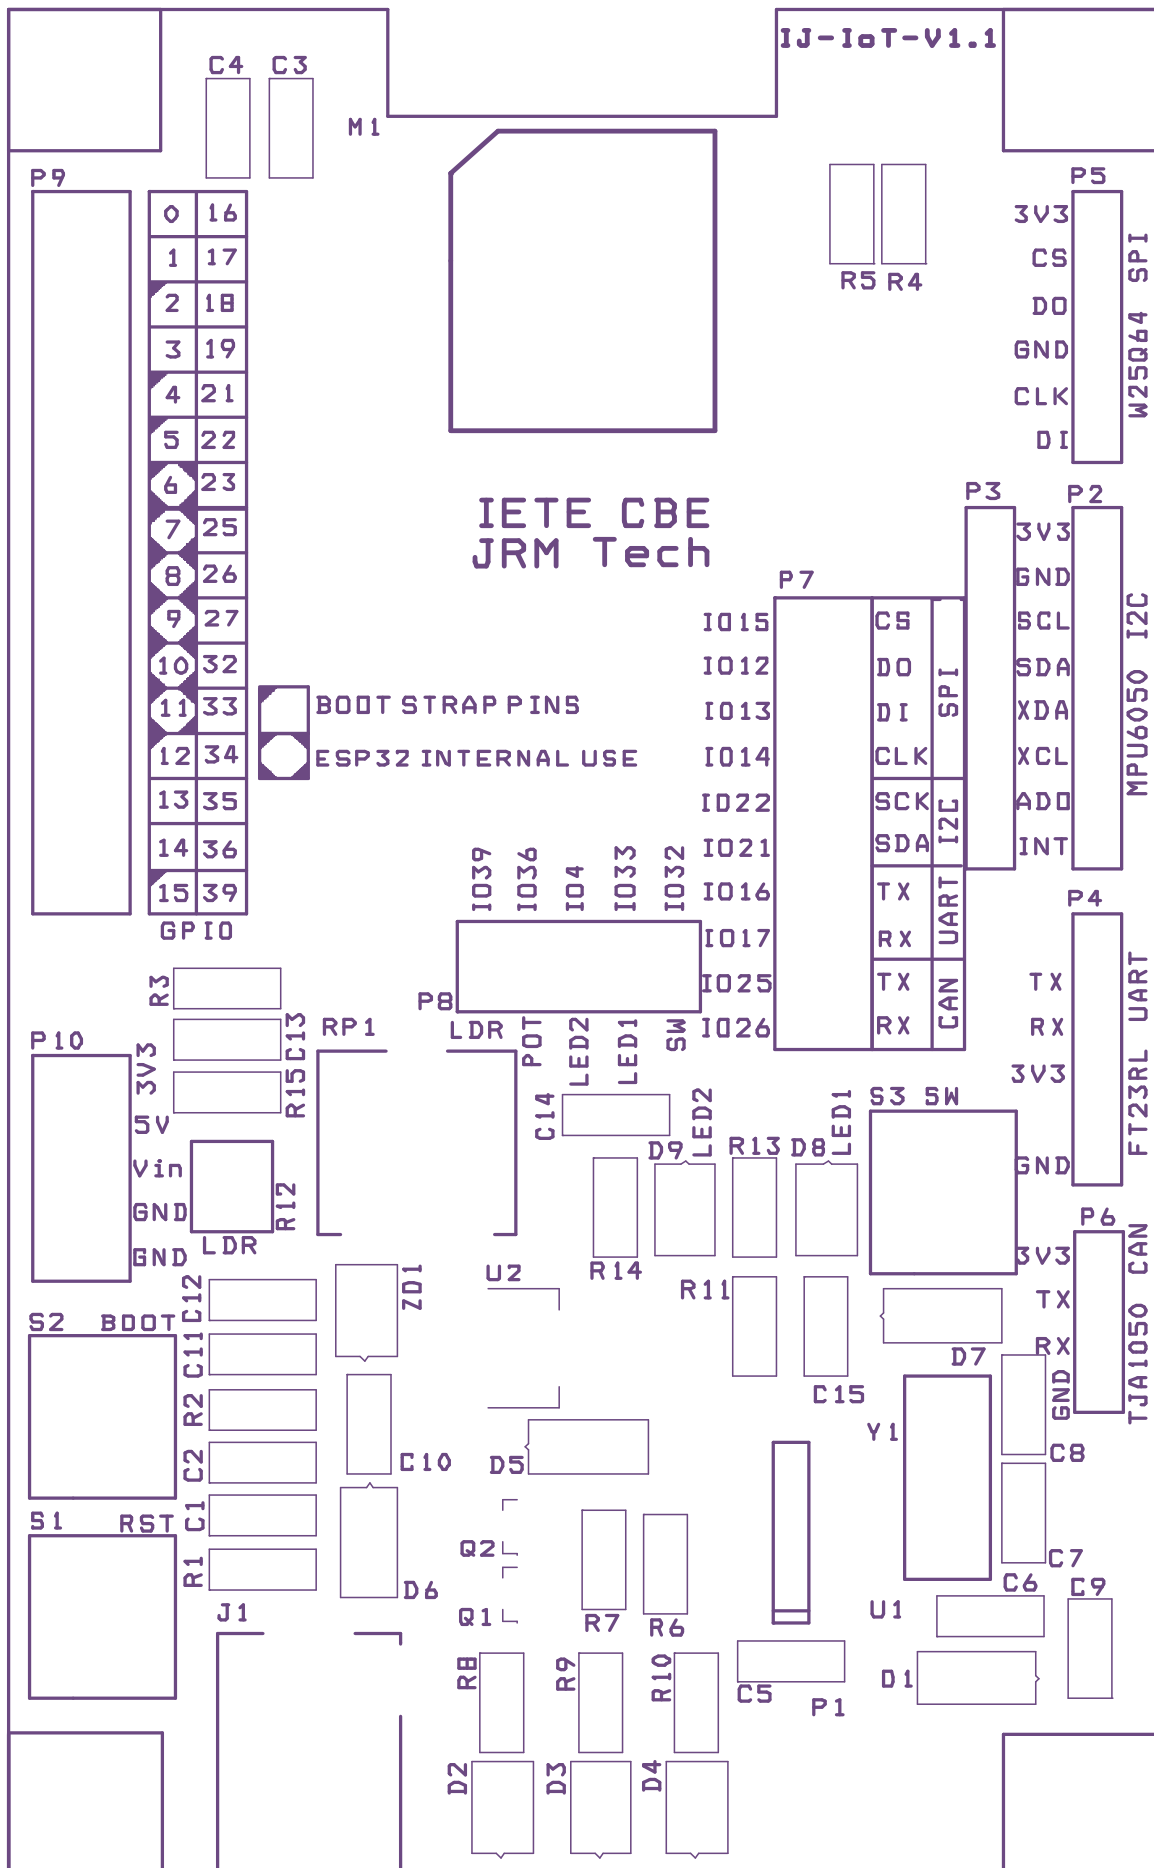 IJ-IoT-V1.1
C4 C3
M1
P9
P5
0 16
1 17
2 18
3 19
4 21
5 22
6 23
7 25
8 26
9 27
10 32
11 33
12 34
13 35
14 36
15 39
GPIO
R5 R4
3V3
CS
DO
GND
CLK
DI
W25Q64 SPI
IETE CBE
JRM Tech
BOOT STRAP PINS
ESP32 INTERNAL USE
P7
IO15 CS
IO12 DO
IO13 DI
IO14 CLK
SPI
IO22 SCK
IO21 SDA
I2C
IO16 TX
IO17 RX
UART
IO25 TX
IO26 RX
CAN
P3 P2
3V3
GND
SCL
SDA
XDA
XCL
ADO
INT
MPU6050 I2C
IO39 IO36 IO4 IO33 IO32
P8
LDR POT LED2 LED1 SW
P4
TX
RX
3V3
GND
FT23RL UART
R3
C13
R15
P10
3V3
5V
Vin
GND
GND
RP1
R12
LDR
C14
D9 LED2
R13
D8 LED1
S3 SW
R14
P6
3V3
TX
RX
GND
TJA1050 CAN
C12
ZD1
U2
R11
C15
D7
S2 BOOT
C11
R2
C2
C10
D5
Y1
C8
S1 RST
C1
R1
D6
Q2
Q1
R7
R6
C7
C6
C9
J1
U1
R8
R9
R10
C5
P1
D1
D2
D3
D4